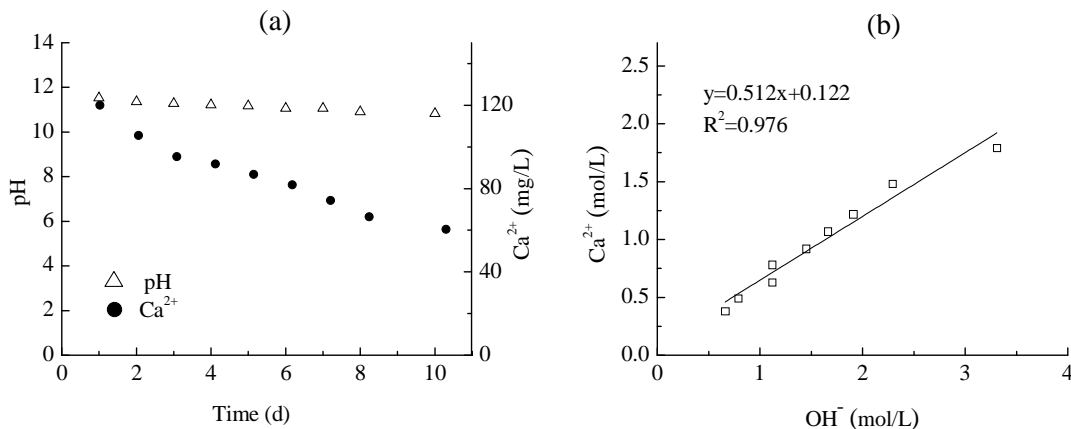 (a)
14
12
10
8
6
4
2
0
pH
120
80
40
0
Ca²⁺ (mg/L)
pH
Ca²⁺
0 2 4 6 8 10
Time (d)
(b)
y=0.512x+0.122
R²=0.976
2.5
2.0
1.5
1.0
0.5
0.0
Ca²⁺ (mol/L)
0 1 2 3 4
OH⁻ (mol/L)